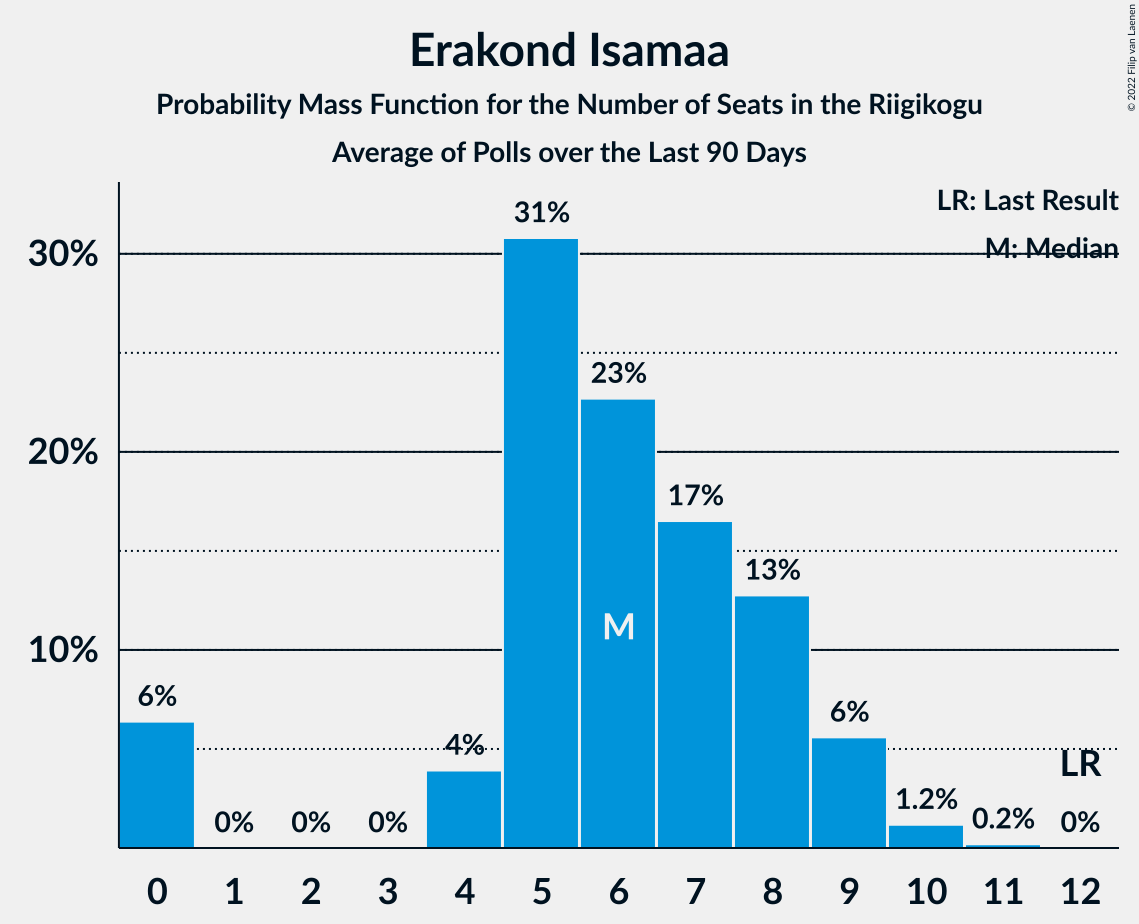 Erakond Isamaa
Probability Mass Function for the Number of Seats in the Riigikogu
Average of Polls over the Last 90 Days
© 2022 Filip van Laenen
LR: Last Result
M: Median
30%
20%
10%
6%
0%
0%
0%
4%
31%
23%
17%
13%
6%
1.2%
0.2%
0%
M
LR
0 1 2 3 4 5 6 7 8 9 10 11 12